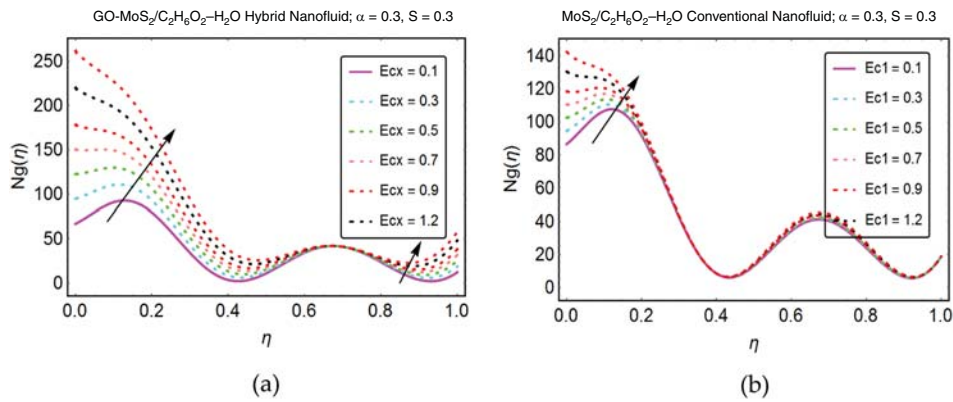 GO-MoS₂/C₂H₆O₂–H₂O Hybrid Nanofluid; α = 0.3, S = 0.3
Ng(η)
250
200
150
100
50
0
Ecx = 0.1
Ecx = 0.3
Ecx = 0.5
Ecx = 0.7
Ecx = 0.9
Ecx = 1.2
0.0 0.2 0.4 0.6 0.8 1.0
η
(a)
MoS₂/C₂H₆O₂–H₂O Conventional Nanofluid; α = 0.3, S = 0.3
Ng(η)
140
120
100
80
60
40
20
0
Ec1 = 0.1
Ec1 = 0.3
Ec1 = 0.5
Ec1 = 0.7
Ec1 = 0.9
Ec1 = 1.2
0.0 0.2 0.4 0.6 0.8 1.0
η
(b)